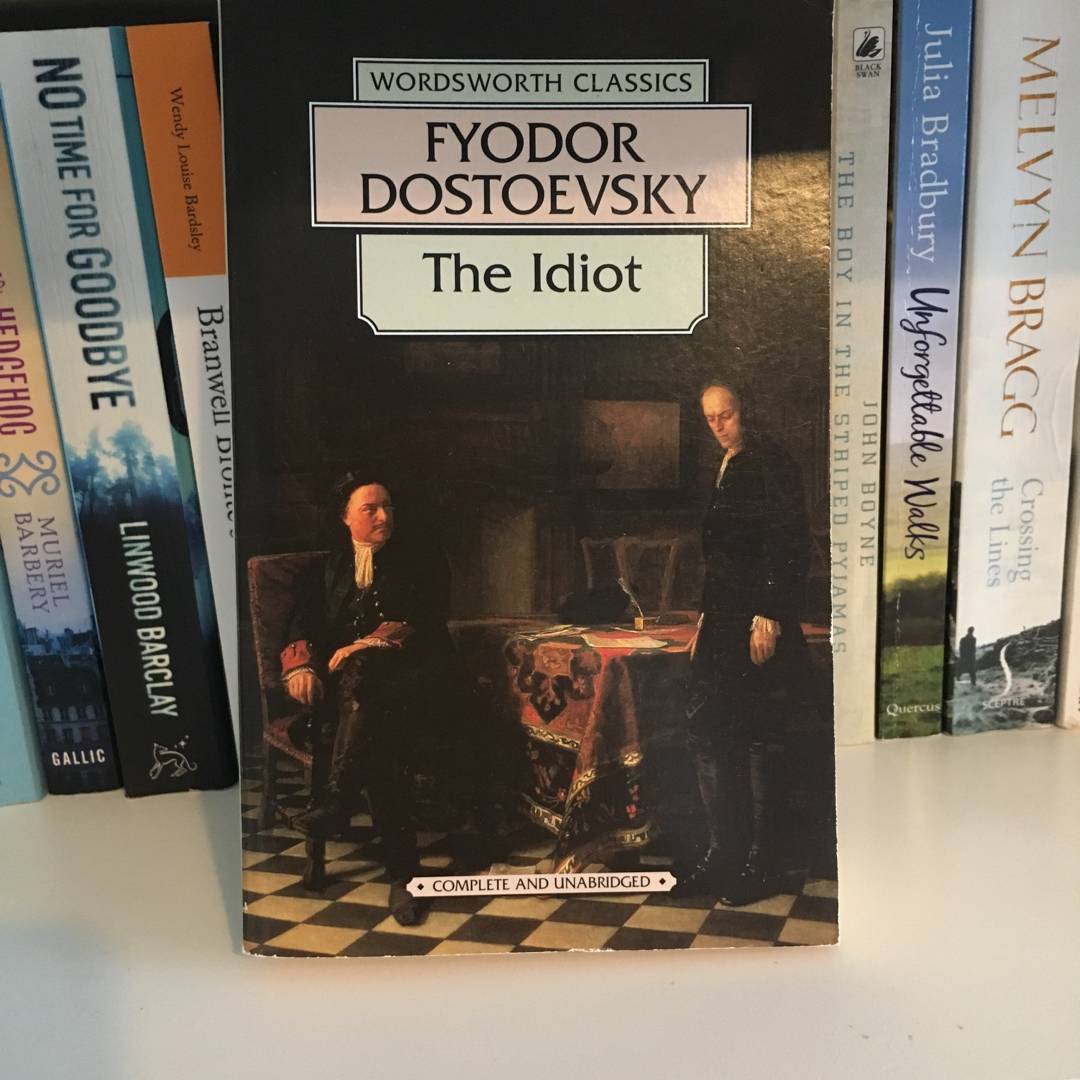 HEDGEHOG
MURIEL
BARBERY
GALLIC
NO TIME FOR GOODBYE
LINWOOD BARCLAY
Wendy Louise Bardsley
Branwell
WORDSWORTH CLASSICS
FYODOR
DOSTOEVSKY
The Idiot
COMPLETE AND UNABRIDGED
BLACK
SWAN
THE BOY IN THE STRIPED PYJAMAS
JOHN BOYNE
Julia Bradbury
Unforgettable Walks
Quercus
MELVYN BRAGG
Crossing
the Lines
SCEPTRE